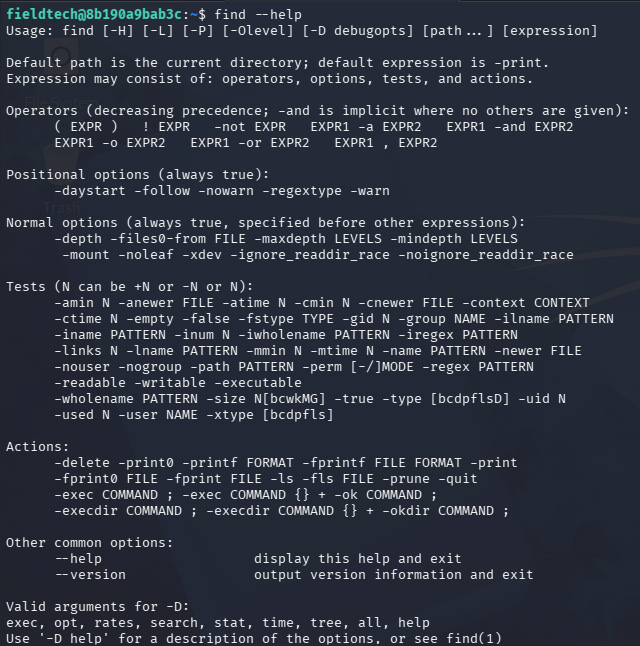 fieldtech@8b190a9bab3c:~$ find --help
Usage: find [-H] [-L] [-P] [-Olevel] [-D debugopts] [path...] [expression]
Default path is the current directory; default expression is -print.
Expression may consist of: operators, options, tests, and actions.
Operators (decreasing precedence; -and is implicit where no others are given):
( EXPR )   ! EXPR   -not EXPR   EXPR1 -a EXPR2   EXPR1 -and EXPR2
EXPR1 -o EXPR2   EXPR1 -or EXPR2   EXPR1 , EXPR2
Positional options (always true):
-daystart -follow -nowarn -regextype -warn
Trash
Normal options (always true, specified before other expressions):
-depth -files0-from FILE -maxdepth LEVELS -mindepth LEVELS
-mount -noleaf -xdev -ignore_readdir_race -noignore_readdir_race
Tests (N can be +N or -N or N):
-amin N -anewer FILE -atime N -cmin N -cnewer FILE -context CONTEXT
-ctime N -empty -false -fstype TYPE -gid N -group NAME -ilname PATTERN
-iname PATTERN -inum N -iwholename PATTERN -iregex PATTERN
-links N -lname PATTERN -mmin N -mtime N -name PATTERN -newer FILE
-nouser -nogroup -path PATTERN -perm [-/]MODE -regex PATTERN
-readable -writable -executable
-wholename PATTERN -size N[bcwkMG] -true -type [bcdpflsD] -uid N
-used N -user NAME -xtype [bcdpfls]
Actions:
-delete -print0 -printf FORMAT -fprintf FILE FORMAT -print
-fprint0 FILE -fprint FILE -ls -fls FILE -prune -quit
-exec COMMAND ; -exec COMMAND {} + -ok COMMAND ;
-execdir COMMAND ; -execdir COMMAND {} + -okdir COMMAND ;
Other common options:
--help                   display this help and exit
--version                output version information and exit
Valid arguments for -D:
exec, opt, rates, search, stat, time, tree, all, help
Use '-D help' for a description of the options, or see find(1)